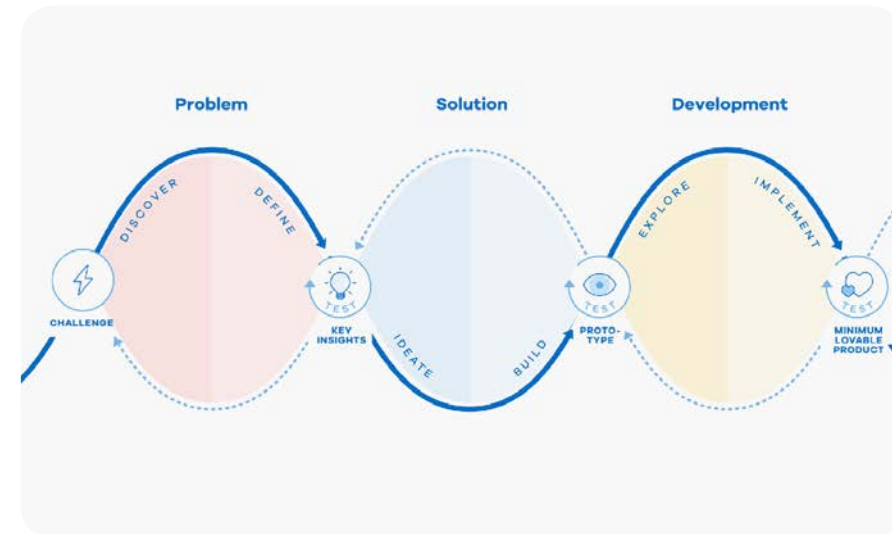 Problem
Solution
Development
DISCOVER
DEFINE
EXPLORE
IMPLEMENT
CHALLENGE
TEST
KEY
INSIGHTS
IDEATE
BUILD
TEST
PROTO-
TYPE
TEST
MINIMUM
LOVABLE
PRODUCT